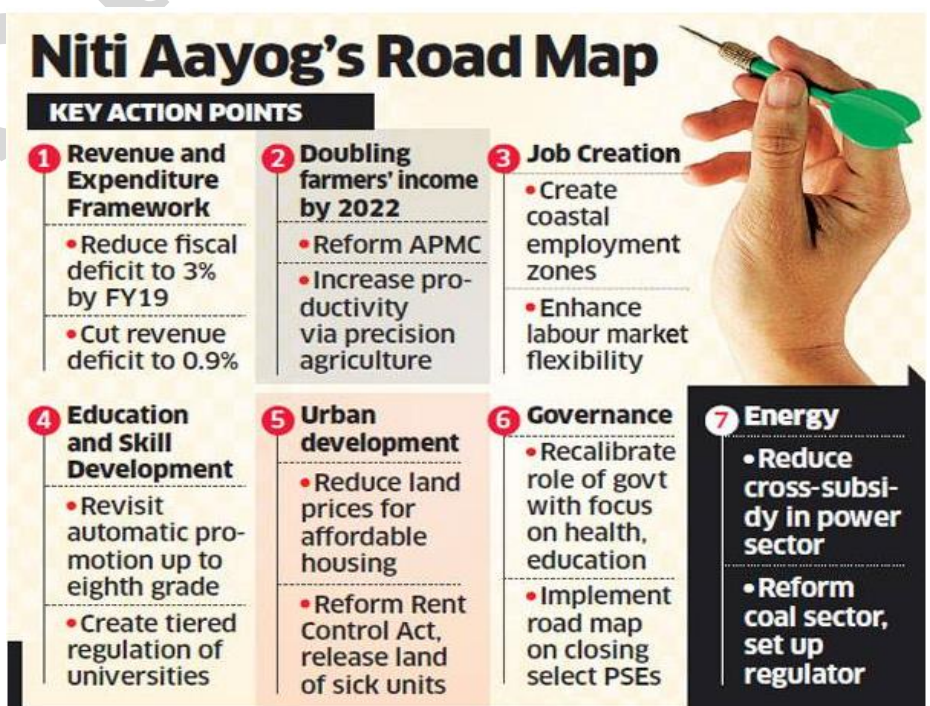 Niti Aayog's Road Map
KEY ACTION POINTS
1 Revenue and
Expenditure
Framework
• Reduce fiscal
deficit to 3%
by FY19
• Cut revenue
deficit to 0.9%
2 Doubling
farmers' income
by 2022
• Reform APMC
• Increase pro-
ductivity
via precision
agriculture
3 Job Creation
• Create
coastal
employment
zones
• Enhance
labour market
flexibility
4 Education
and Skill
Development
• Revisit
automatic pro-
motion up to
eighth grade
• Create tiered
regulation of
universities
5 Urban
development
• Reduce land
prices for
affordable
housing
• Reform Rent
Control Act,
release land
of sick units
6 Governance
• Recalibrate
role of govt
with focus
on health,
education
• Implement
road map
on closing
select PSEs
7 Energy
• Reduce
cross-subsi-
dy in power
sector
• Reform
coal sector,
set up
regulator